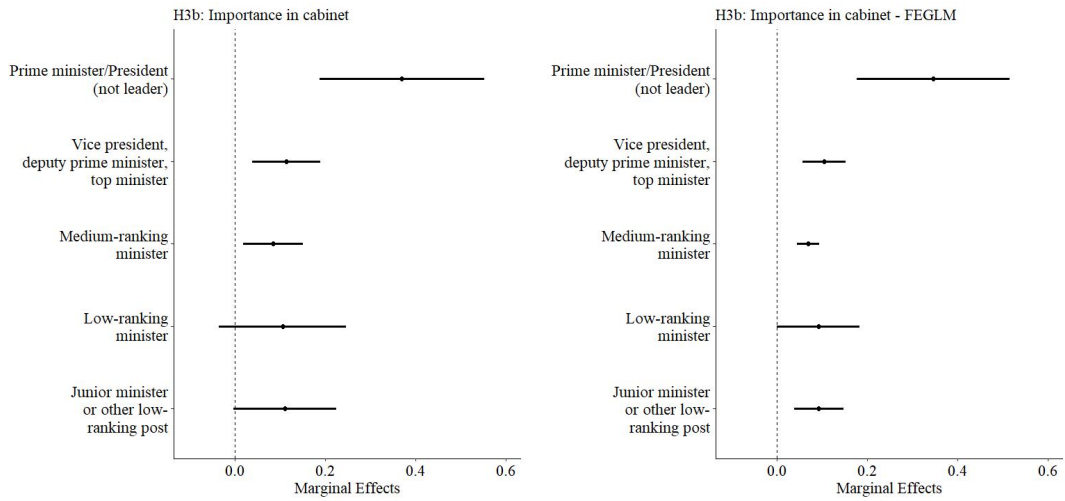 H3b: Importance in cabinet
Prime minister/President
(not leader)
Vice president,
deputy prime minister,
top minister
Medium-ranking
minister
Low-ranking
minister
Junior minister
or other low-
ranking post
0.0 0.2 0.4 0.6
Marginal Effects
H3b: Importance in cabinet - FEGLM
Prime minister/President
(not leader)
Vice president,
deputy prime minister,
top minister
Medium-ranking
minister
Low-ranking
minister
Junior minister
or other low-
ranking post
0.0 0.2 0.4 0.6
Marginal Effects